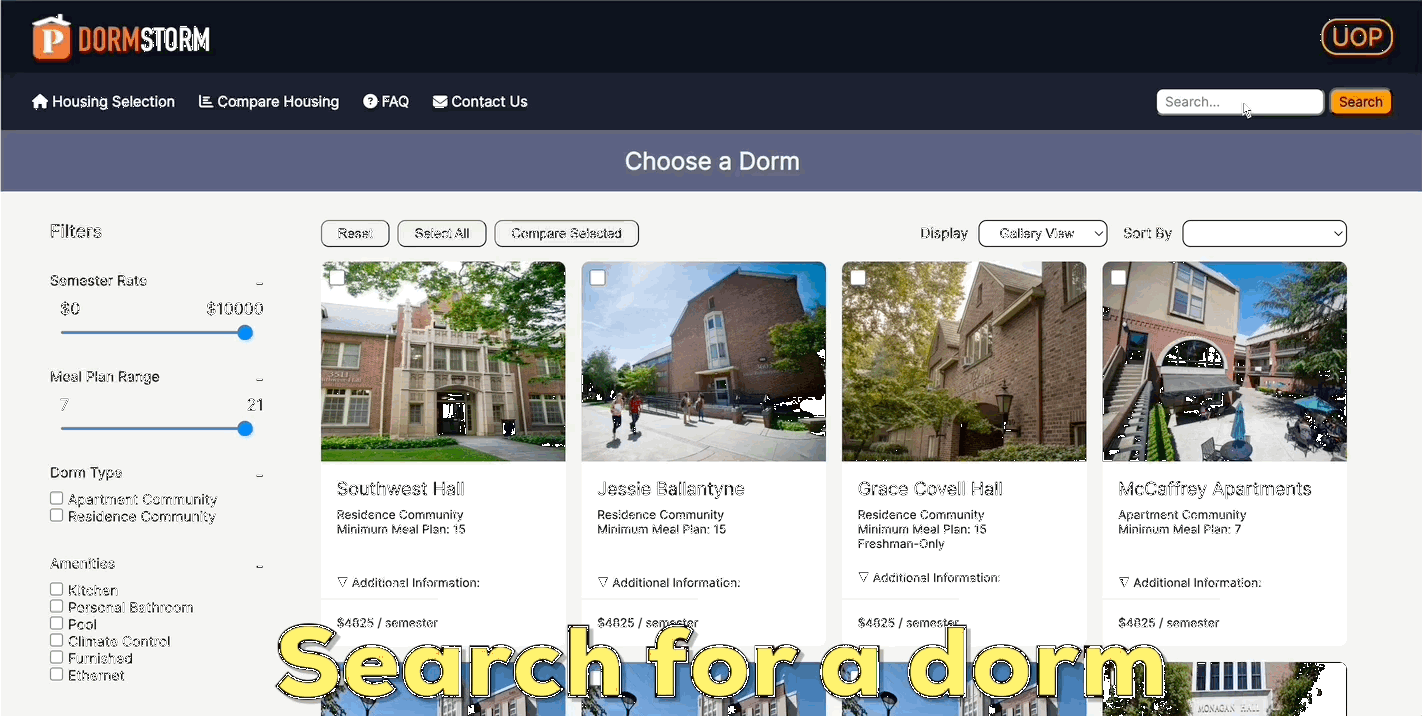 P DORMSTORM
UOP
Housing Selection Compare Housing FAQ Contact Us
Search... Search
Choose a Dorm
Filters
Reset Select All Compare Selected Display Gallery View Sort By
Semester Rate -
$0 $10000
Meal Plan Range -
7 21
Dorm Type -
Apartment Community
Residence Community
Amenities -
Kitchen
Personal Bathroom
Pool
Climate Control
Furnished
Ethernet
Southwest Hall
Residence Community
Minimum Meal Plan: 15
▽ Additional Information:
$4825 / semester
Jessie Ballantyne
Residence Community
Minimum Meal Plan: 15
▽ Additional Information:
$4825 / semester
Grace Covell Hall
Residence Community
Minimum Meal Plan: 15
Freshman-Only
▽ Additional Information:
$4825 / semester
McCaffrey Apartments
Apartment Community
Minimum Meal Plan: 7
▽ Additional Information:
$4825 / semester
Search for a dorm
MONAGAN HALL